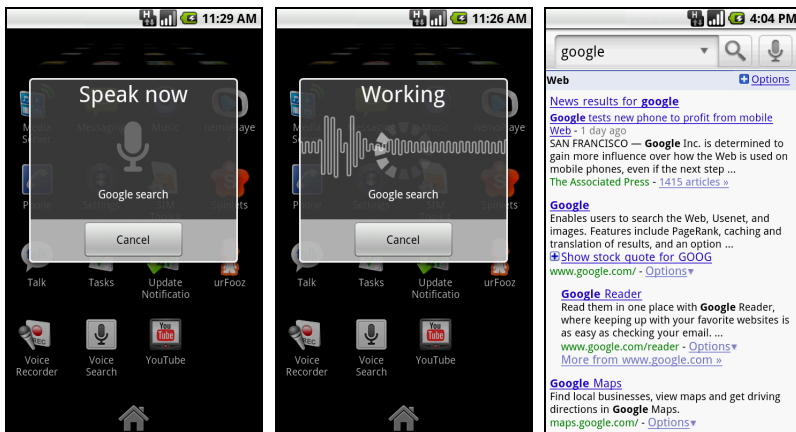 11:29 AM
Speak now
Google search
Cancel
Talk
Tasks
Update
Notificatio
urFooz
Voice
Recorder
Voice
Search
YouTube
11:26 AM
Working
Google search
Cancel
Talk
Tasks
Update
Notificatio
urFooz
Voice
Recorder
Voice
Search
YouTube
4:04 PM
google
Web
Options
News results for google
Google tests new phone to profit from mobile
Web - 1 day ago
SAN FRANCISCO — Google Inc. is determined to
gain more influence over how the Web is used on
mobile phones, even if the next step ...
The Associated Press - 1415 articles »
Google
Enables users to search the Web, Usenet, and
images. Features include PageRank, caching and
translation of results, and an option ...
Show stock quote for GOOG
www.google.com/ - Options
Google Reader
Read them in one place with Google Reader,
where keeping up with your favorite websites is
as easy as checking your email. ...
www.google.com/reader - Options
More from www.google.com »
Google Maps
Find local businesses, view maps and get driving
directions in Google Maps.
maps.google.com/ - Options